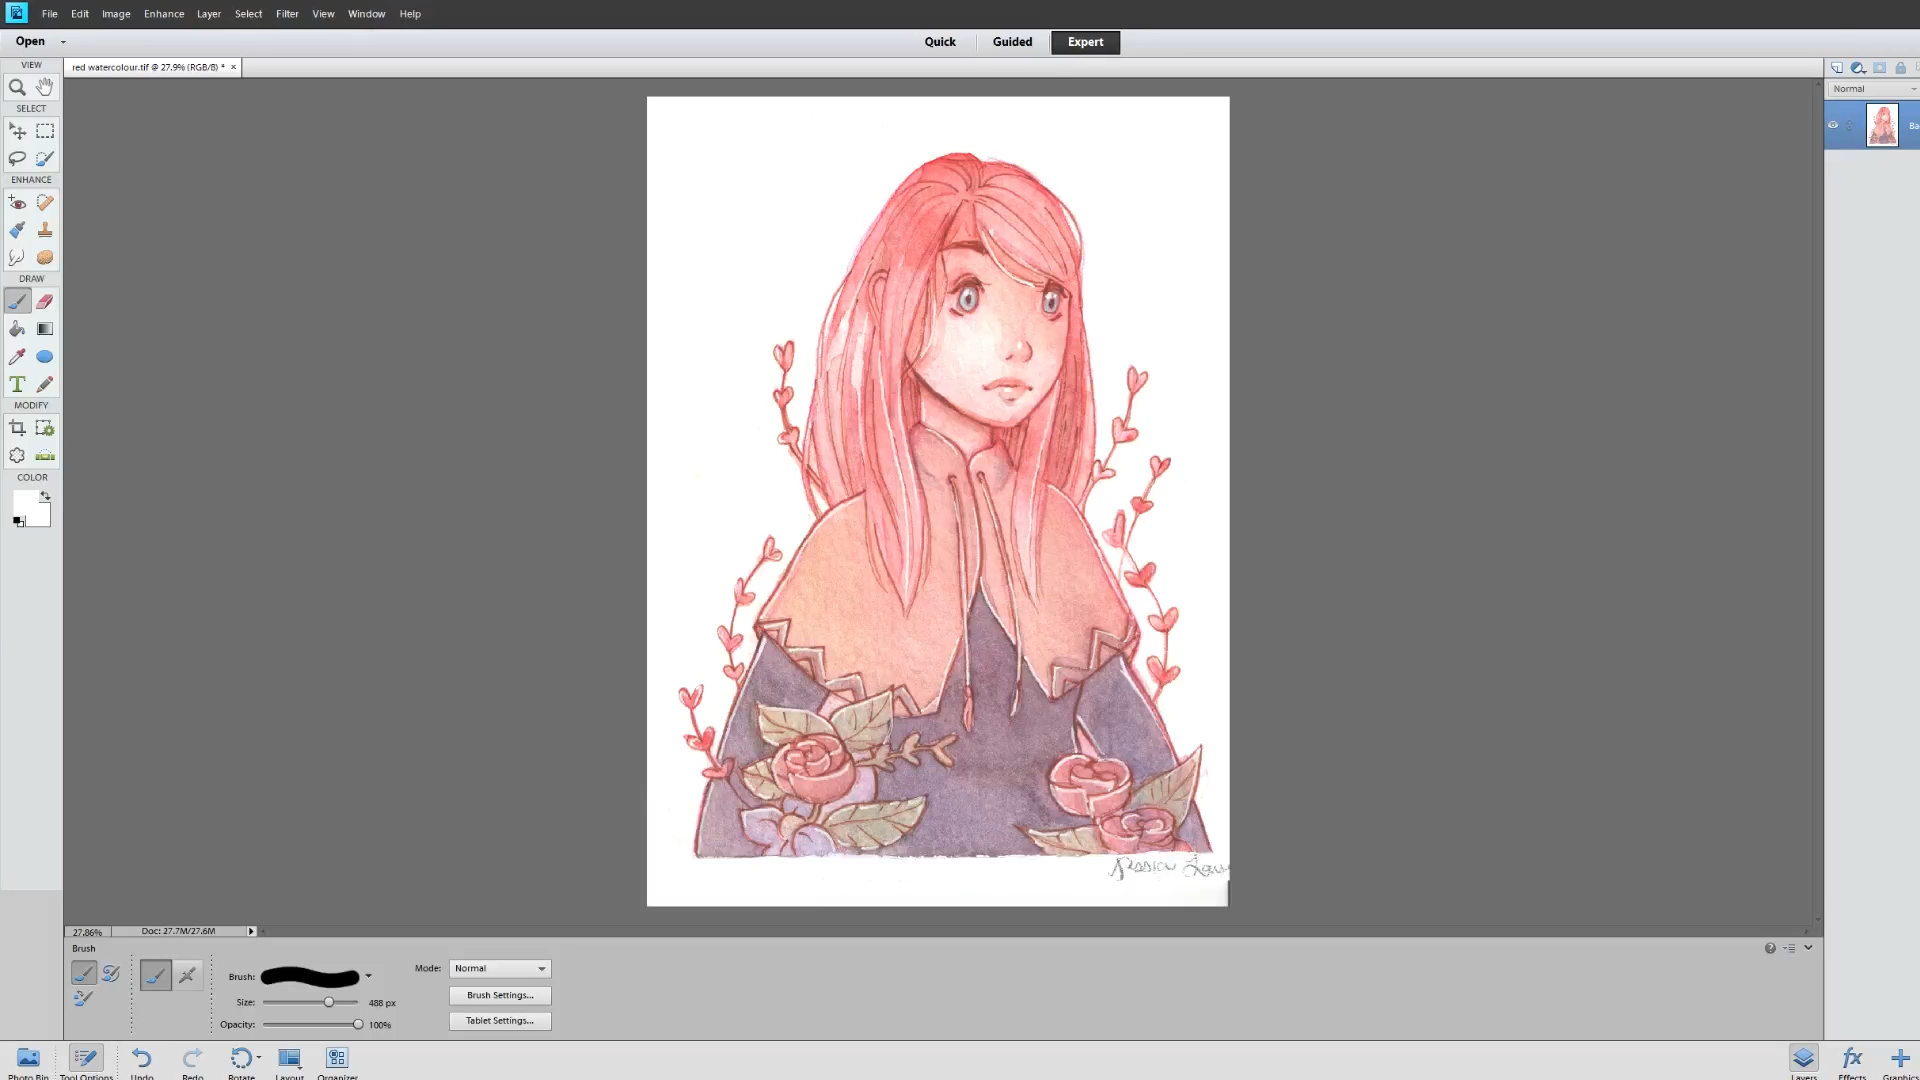 File Edit Image Enhance Layer Select Filter View Window Help
Open Quick Guided Expert
VIEW red watercolour.tif @ 27.9% (RGB/8) * ×
Normal
SELECT
ENHANCE
DRAW
MODIFY
COLOR
Jessica
27.86% Doc: 27.7M/27.6M
Brush
Brush: Mode: Normal
Size: 488 px Brush Settings...
Opacity: 100% Tablet Settings...
Photo Bin Tool Options Undo Redo Rotate Layout Organizer Layers Effects Graphics